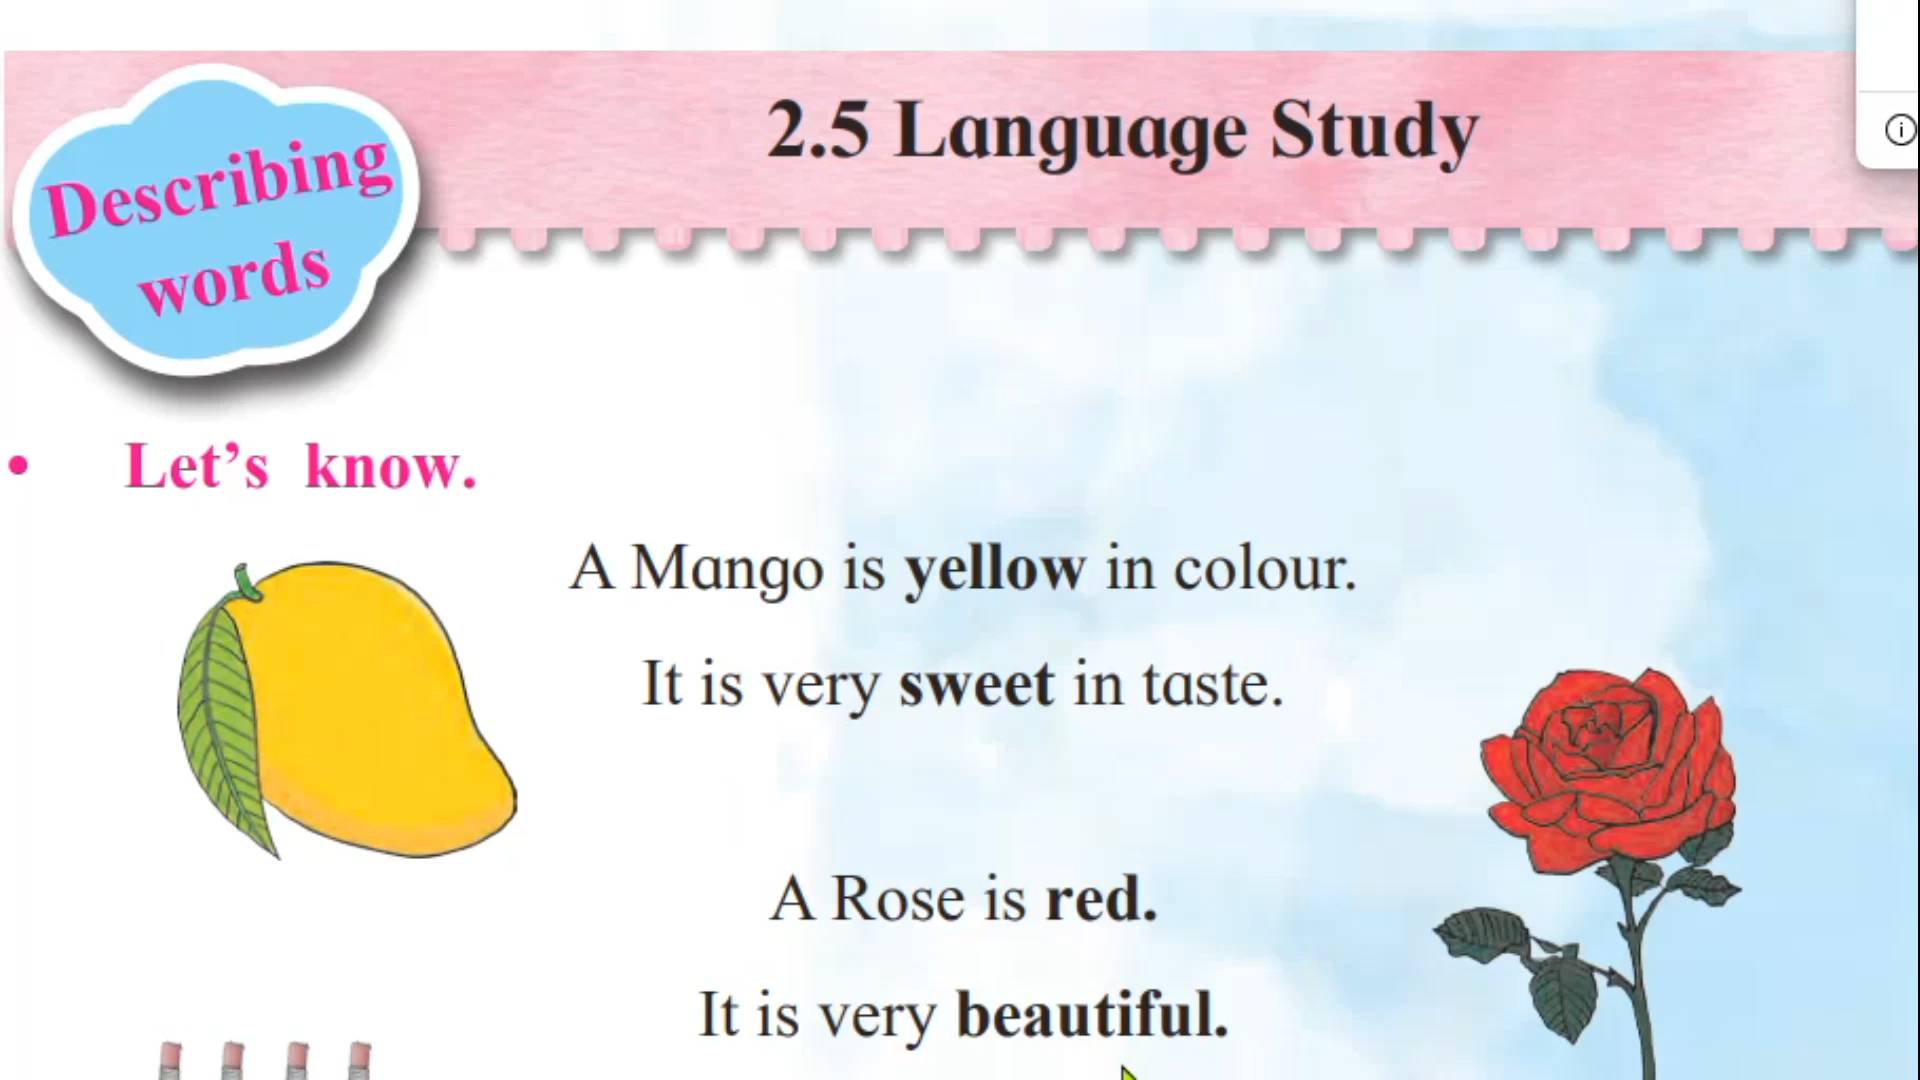 2.5 Language Study
Describing
words
• Let's know.
A Mango is yellow in colour.
It is very sweet in taste.
A Rose is red.
It is very beautiful.